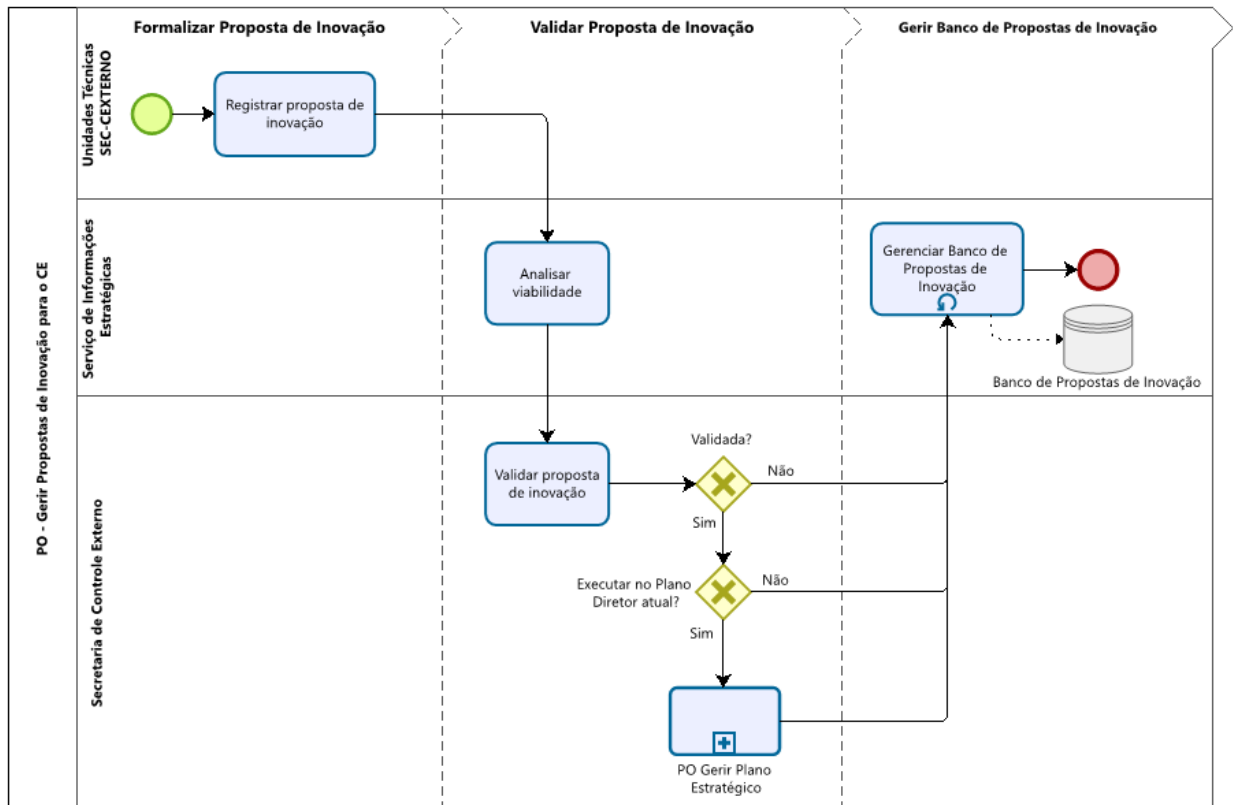 PO - Gerir Propostas de Inovação para o CE
Formalizar Proposta de Inovação
Validar Proposta de Inovação
Gerir Banco de Propostas de Inovação
Unidades Técnicas
SEC-CEXTERNO
Registrar proposta de
inovação
Serviço de Informações
Estratégicas
Analisar
viabilidade
Gerenciar Banco de
Propostas de
Inovação
Banco de Propostas de Inovação
Secretaria de Controle Externo
Validar proposta
de inovação
Validada?
Não
Sim
Executar no Plano
Diretor atual?
Não
Sim
PO Gerir Plano
Estratégico